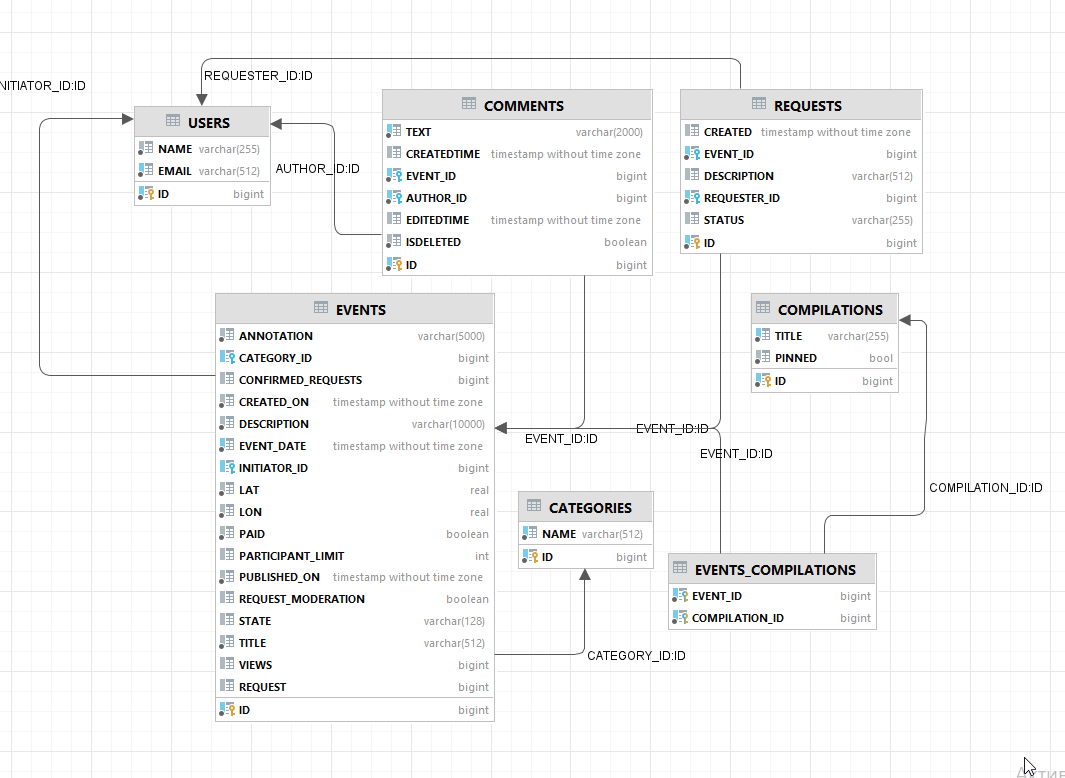 REQUESTER_ID:ID
NITIATOR_ID:ID
USERS
NAME varchar(255)
EMAIL varchar(512)
ID bigint
AUTHOR_ID:ID
COMMENTS
TEXT varchar(2000)
CREATEDTIME timestamp without time zone
EVENT_ID bigint
AUTHOR_ID bigint
EDITEDTIME timestamp without time zone
ISDELETED boolean
ID bigint
REQUESTS
CREATED timestamp without time zone
EVENT_ID bigint
DESCRIPTION varchar(512)
REQUESTER_ID bigint
STATUS varchar(255)
ID bigint
EVENTS
ANNOTATION varchar(5000)
CATEGORY_ID bigint
CONFIRMED_REQUESTS bigint
CREATED_ON timestamp without time zone
DESCRIPTION varchar(10000)
EVENT_DATE timestamp without time zone
INITIATOR_ID bigint
LAT real
LON real
PAID boolean
PARTICIPANT_LIMIT int
PUBLISHED_ON timestamp without time zone
REQUEST_MODERATION boolean
STATE varchar(128)
TITLE varchar(512)
VIEWS bigint
REQUEST bigint
ID bigint
COMPILATIONS
TITLE varchar(255)
PINNED bool
ID bigint
EVENT_ID:ID
EVENT_ID:ID
EVENT_ID:ID
COMPILATION_ID:ID
CATEGORIES
NAME varchar(512)
ID bigint
EVENTS_COMPILATIONS
EVENT_ID bigint
COMPILATION_ID bigint
CATEGORY_ID:ID